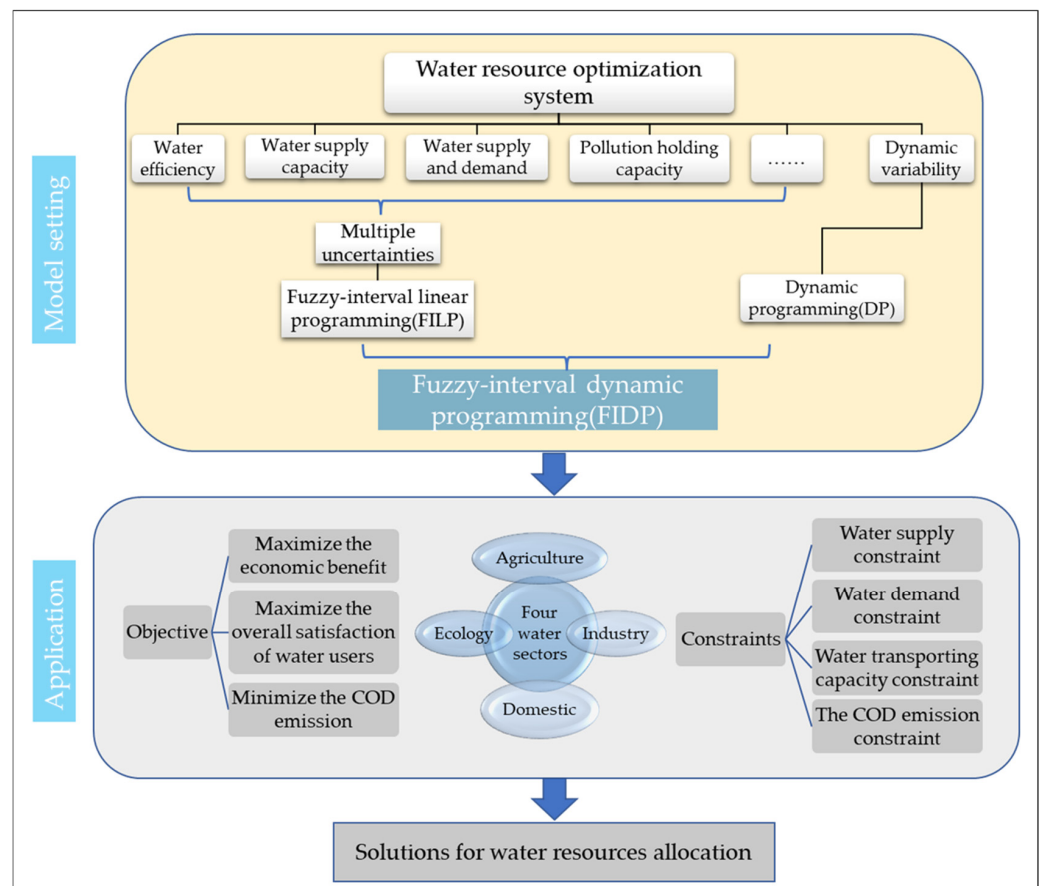 Model setting
Water resource optimization
system
Water
efficiency
Water supply
capacity
Water supply
and demand
Pollution holding
capacity
......
Dynamic
variability
Multiple
uncertainties
Fuzzy-interval linear
programming(FILP)
Dynamic
programming(DP)
Fuzzy-interval dynamic
programming(FIDP)
Application
Objective
Maximize the
economic benefit
Maximize the
overall satisfaction
of water users
Minimize the COD
emission
Agriculture
Ecology
Four
water
sectors
Industry
Domestic
Constraints
Water supply
constraint
Water demand
constraint
Water transporting
capacity constraint
The COD emission
constraint
Solutions for water resources allocation